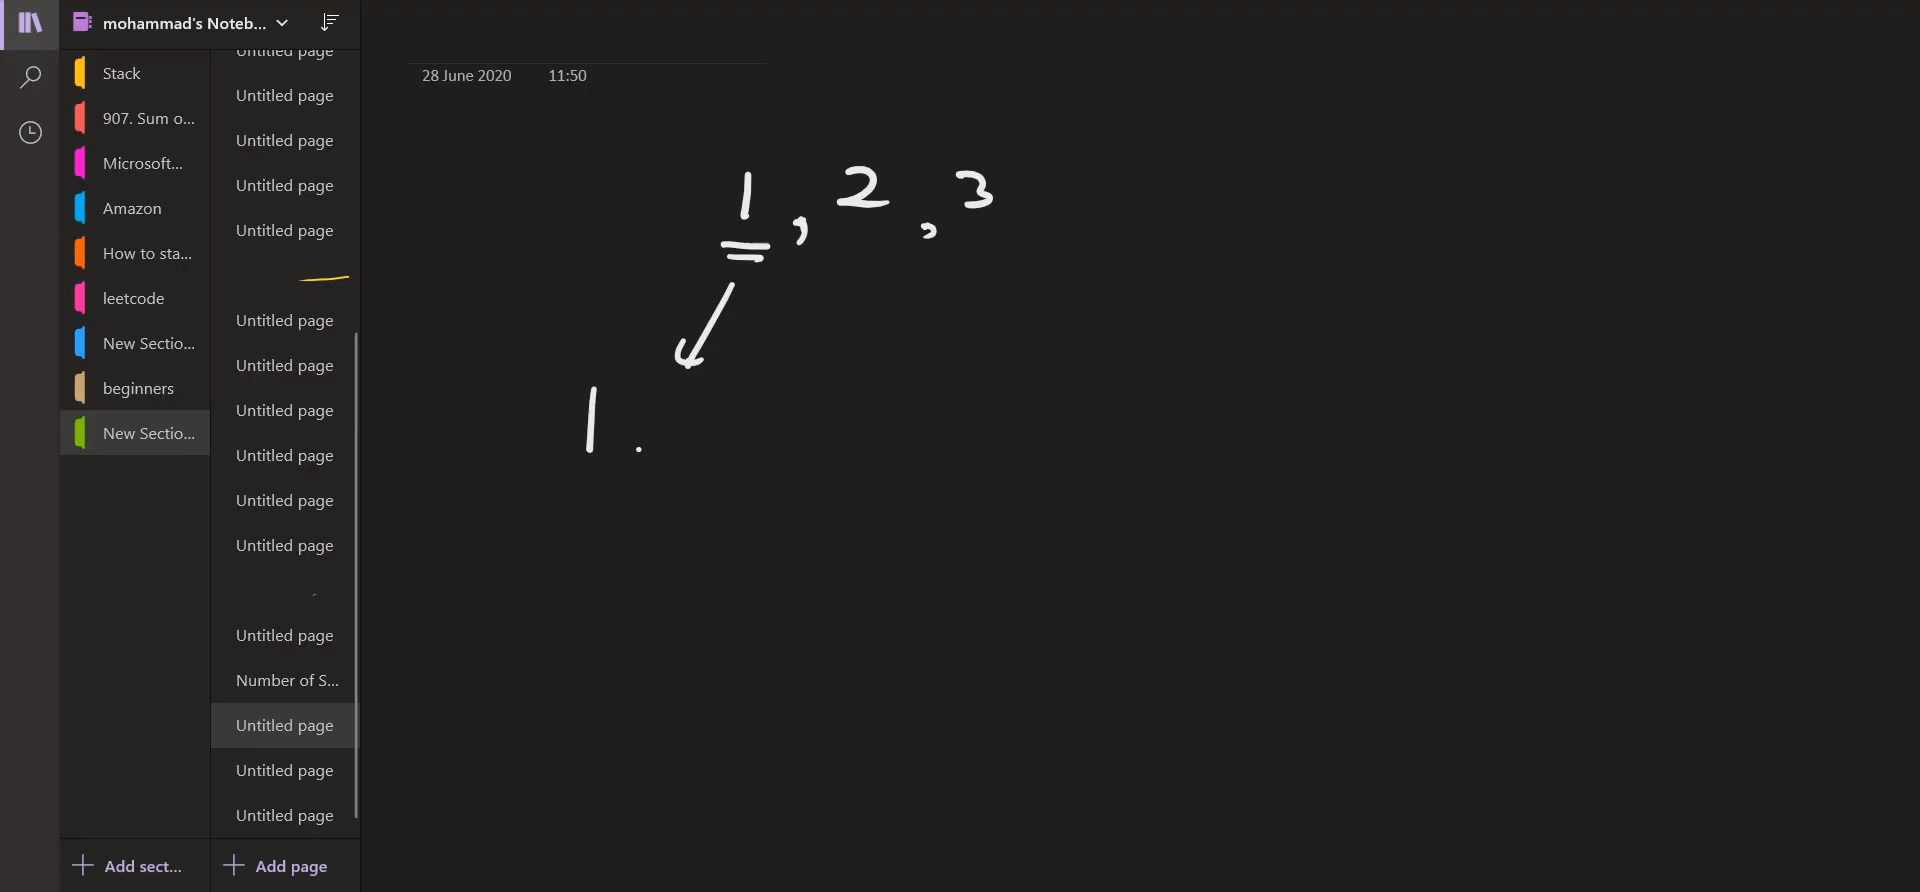 mohammad's Noteb...
Stack
907. Sum o...
Microsoft...
Amazon
How to sta...
leetcode
New Sectio...
beginners
New Sectio...
Add sect...
Untitled page
Untitled page
Untitled page
Untitled page
Untitled page
Untitled page
Untitled page
Untitled page
Untitled page
Untitled page
Untitled page
Untitled page
Number of S...
Untitled page
Untitled page
Untitled page
Add page
28 June 2020 11:50
1, 2, 3
1.